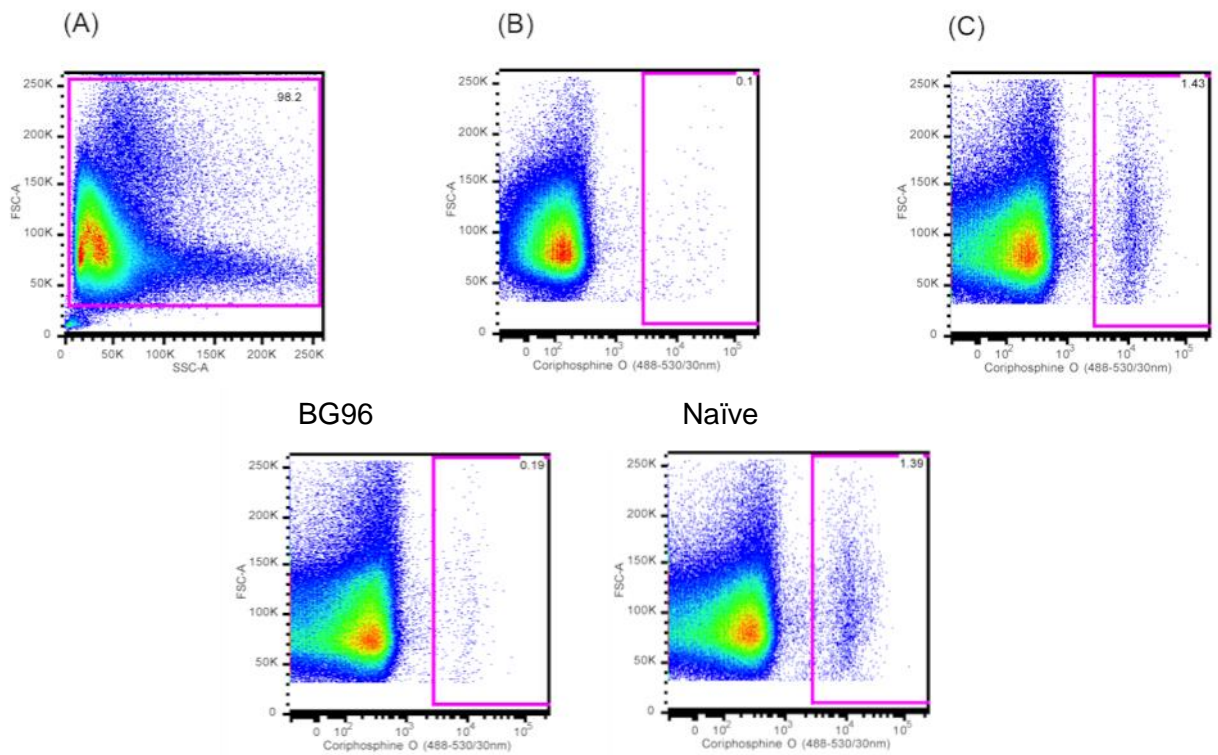 (A)
(B)
(C)
98.2
0.1
1.43
250K
200K
150K
100K
50K
0
FSC-A
0 50K 100K 150K 200K 250K
SSC-A
250K
200K
150K
100K
50K
0
FSC-A
0 10² 10³ 10⁴ 10⁵
Coriphosphine O (488-530/30nm)
250K
200K
150K
100K
50K
0
FSC-A
0 10² 10³ 10⁴ 10⁵
Coriphosphine O (488-530/30nm)
BG96
Naïve
0.19
1.39
250K
200K
150K
100K
50K
0
FSC-A
0 10² 10³ 10⁴ 10⁵
Coriphosphine O (488-530/30nm)
250K
200K
150K
100K
50K
0
FSC-A
0 10² 10³ 10⁴ 10⁵
Coriphosphine O (488-530/30nm)